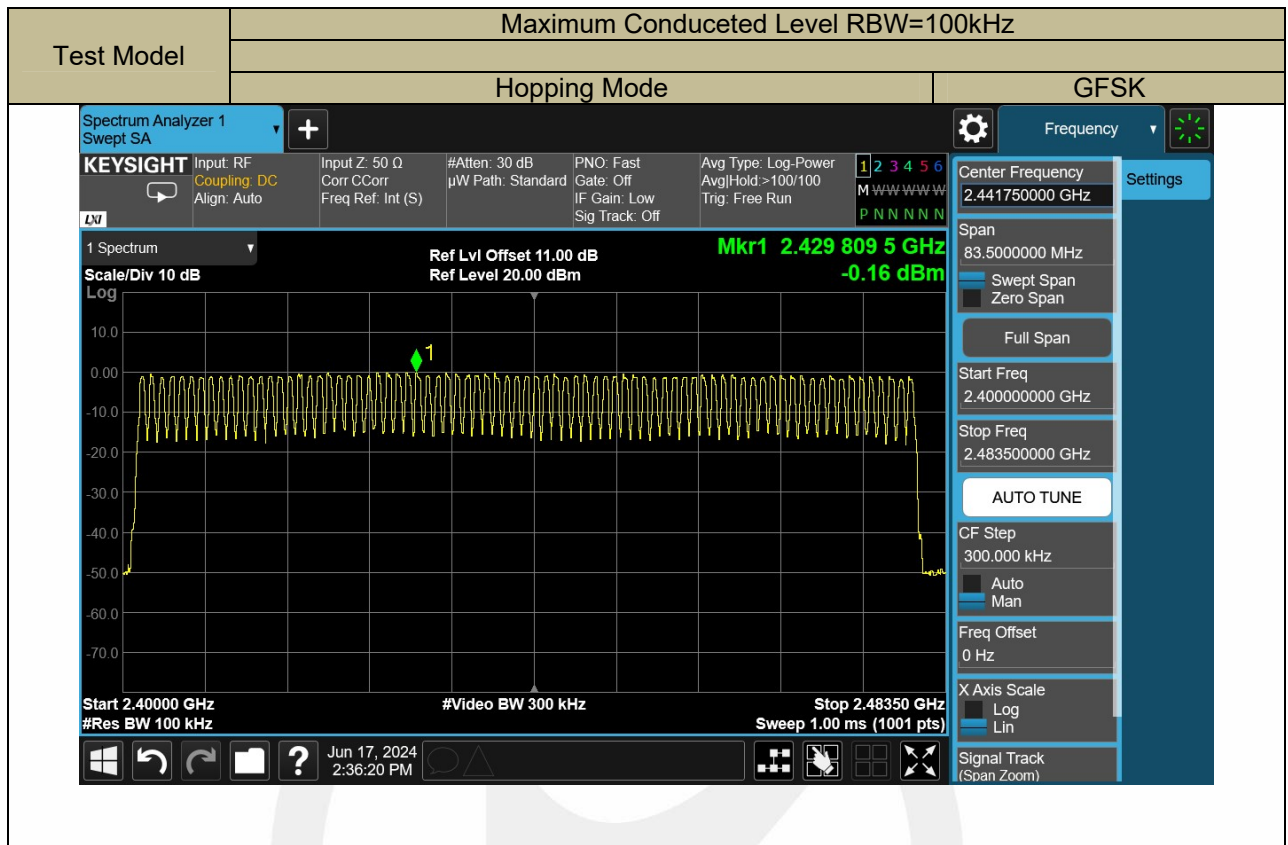 Test Model
Maximum Conduceted Level RBW=100kHz
Hopping Mode
GFSK
Spectrum Analyzer 1
Swept SA
+
Frequency
KEYSIGHT
LXI
Input: RF
Coupling: DC
Align: Auto
Input Z: 50 Ω
Corr CCorr
Freq Ref: Int (S)
#Atten: 30 dB
µW Path: Standard
PNO: Fast
Gate: Off
IF Gain: Low
Sig Track: Off
Avg Type: Log-Power
Avg|Hold:>100/100
Trig: Free Run
1 2 3 4 5 6
M W W W W W
P N N N N N
1 Spectrum
Scale/Div 10 dB
Log
Ref Lvl Offset 11.00 dB
Ref Level 20.00 dBm
Mkr1 2.429 809 5 GHz
-0.16 dBm
1
10.0
0.00
-10.0
-20.0
-30.0
-40.0
-50.0
-60.0
-70.0
Start 2.40000 GHz
#Res BW 100 kHz
#Video BW 300 kHz
Stop 2.48350 GHz
Sweep 1.00 ms (1001 pts)
?
Jun 17, 2024
2:36:20 PM
Center Frequency
2.441750000 GHz
Settings
Span
83.5000000 MHz
Swept Span
Zero Span
Full Span
Start Freq
2.400000000 GHz
Stop Freq
2.483500000 GHz
AUTO TUNE
CF Step
300.000 kHz
Auto
Man
Freq Offset
0 Hz
X Axis Scale
Log
Lin
Signal Track
(Span Zoom)